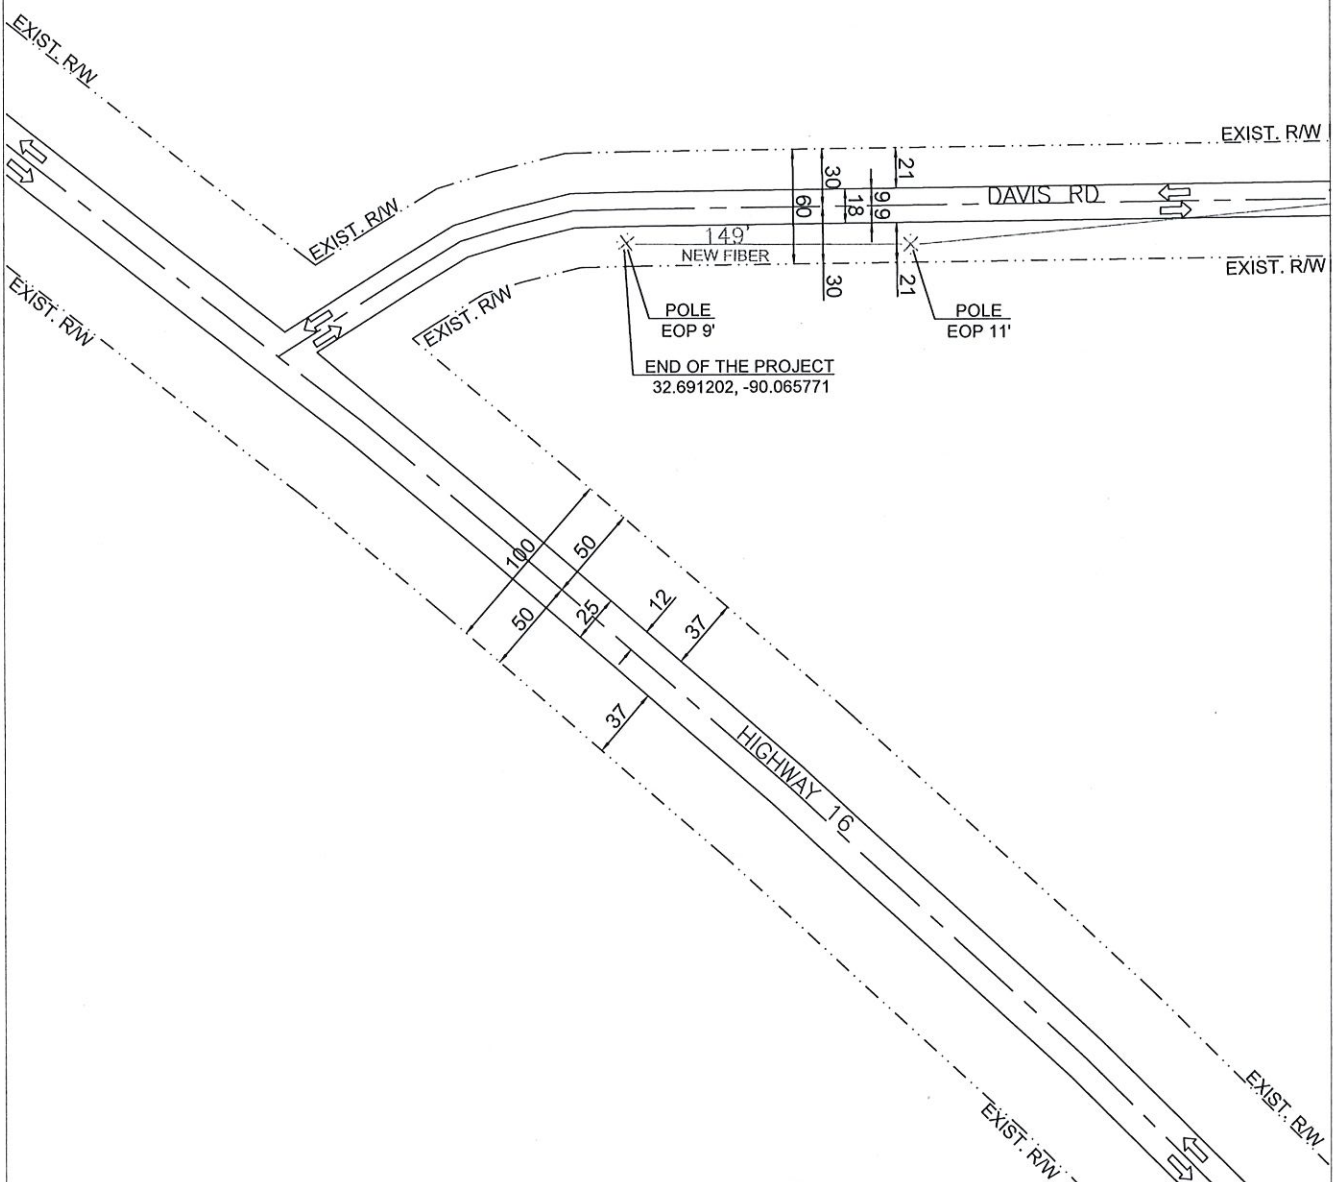 EXIST. R/W
EXIST. R/W
EXIST. R/W
30
21
60
18
9
9
DAVIS RD
149'
NEW FIBER
30
21
EXIST. R/W
EXIST. R/W
EXIST. R/W
POLE
EOP 9'
POLE
EOP 11'
END OF THE PROJECT
32.691202, -90.065771
100
50
50
25
12
37
37
HIGHWAY 16
EXIST. R/W
EXIST. R/W